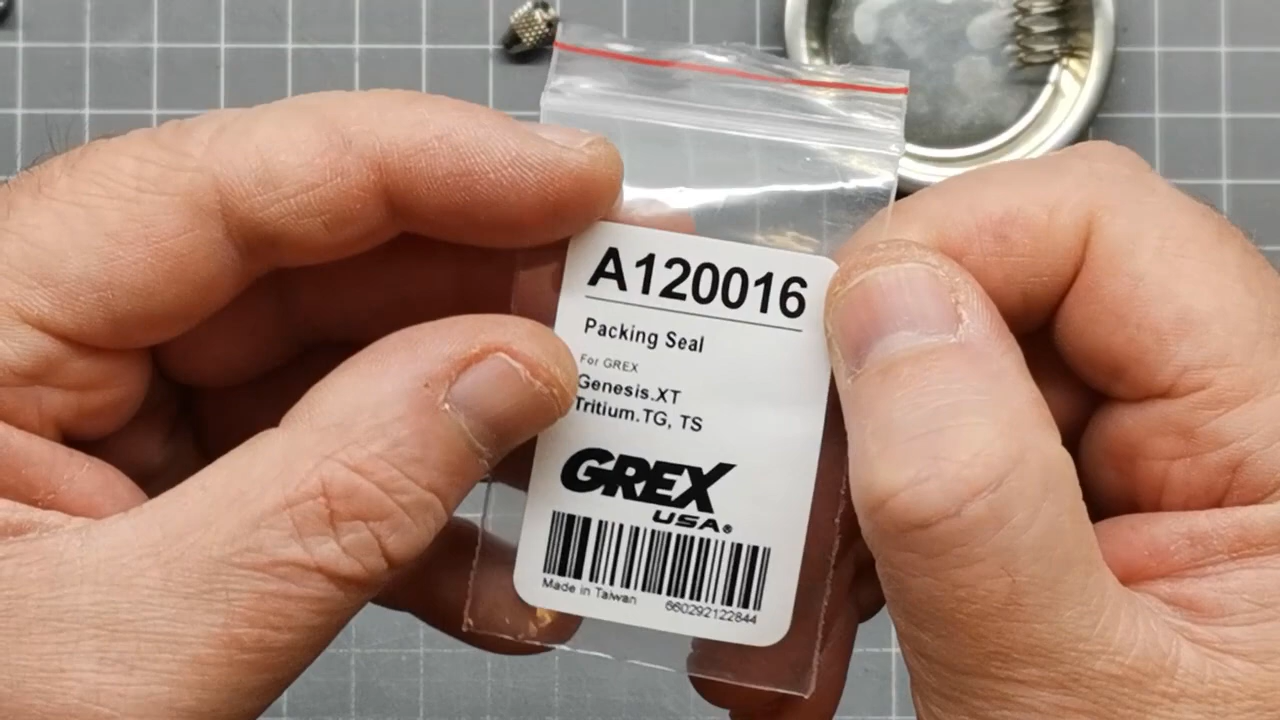 A120016
Packing Seal
For GREX
Genesis.XT
Tritium.TG, TS
GREX
USA®
Made in Taiwan 660292122844